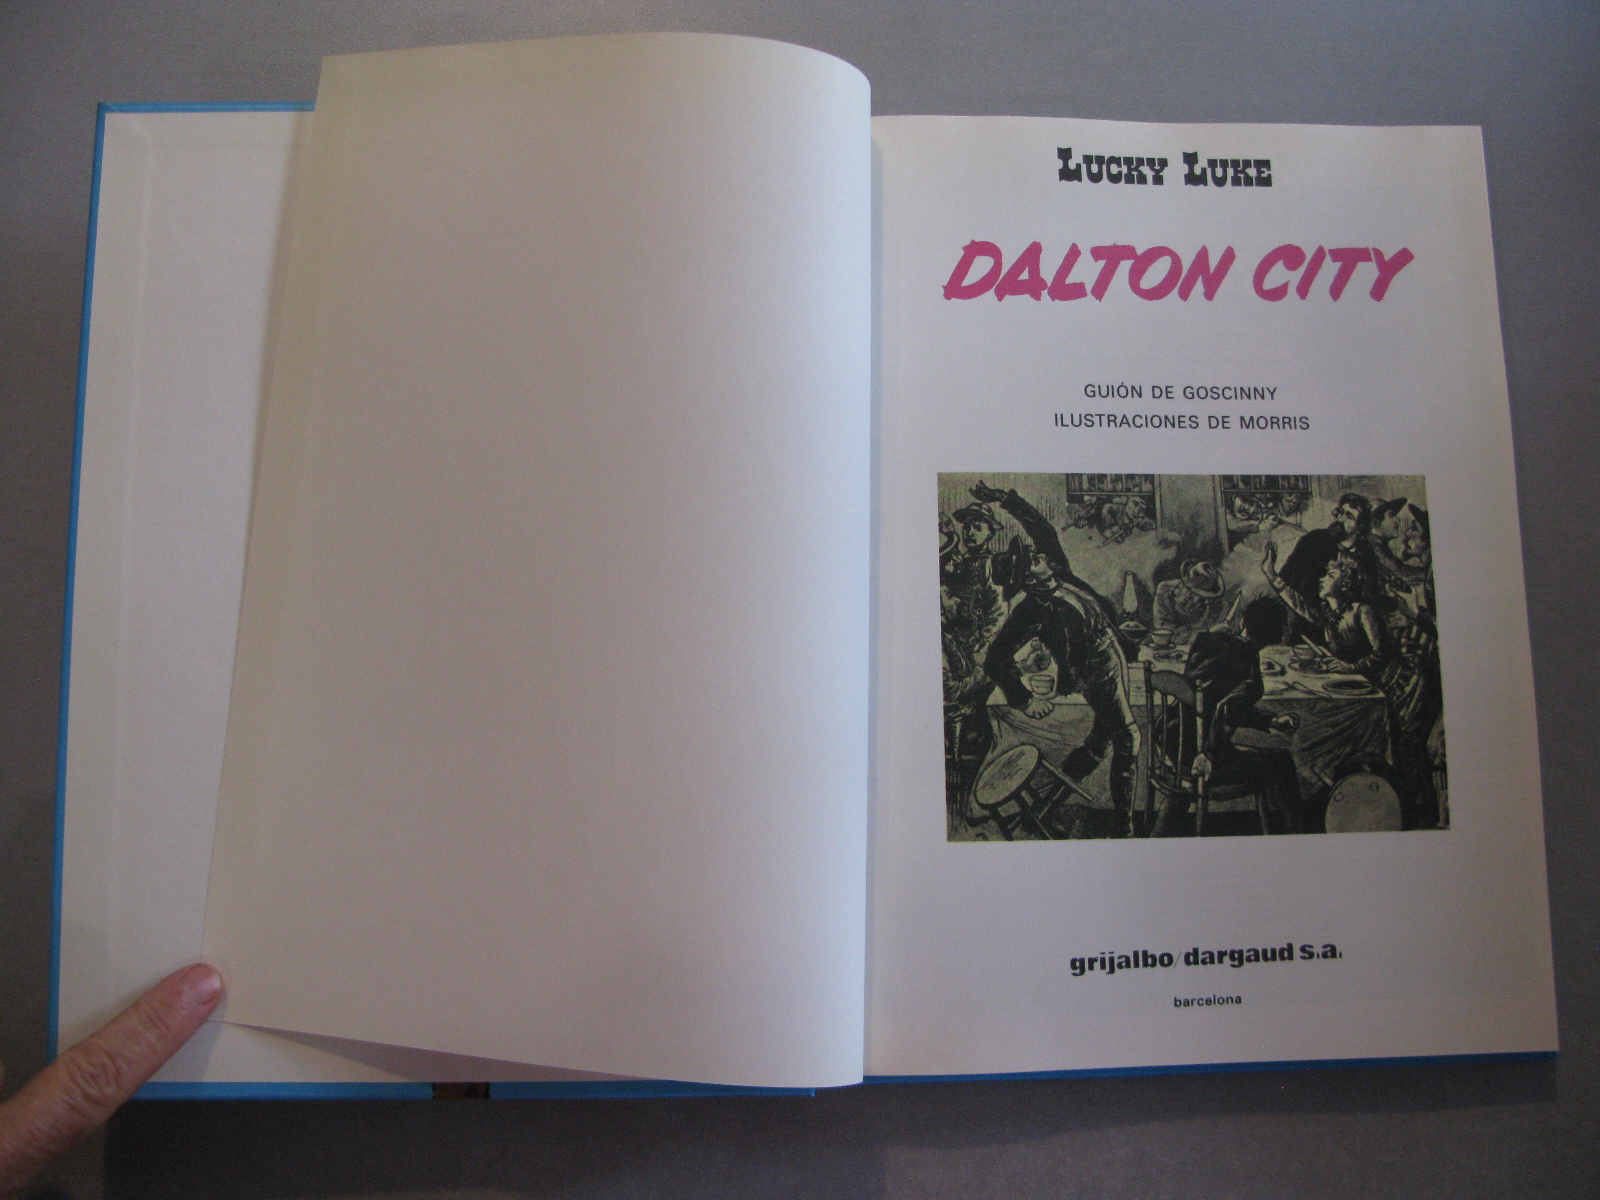 LUCKY LUKE
DALTON CITY
GUIÓN DE GOSCINNY
ILUSTRACIONES DE MORRIS
grijalbo/dargaud s.a.
barcelona